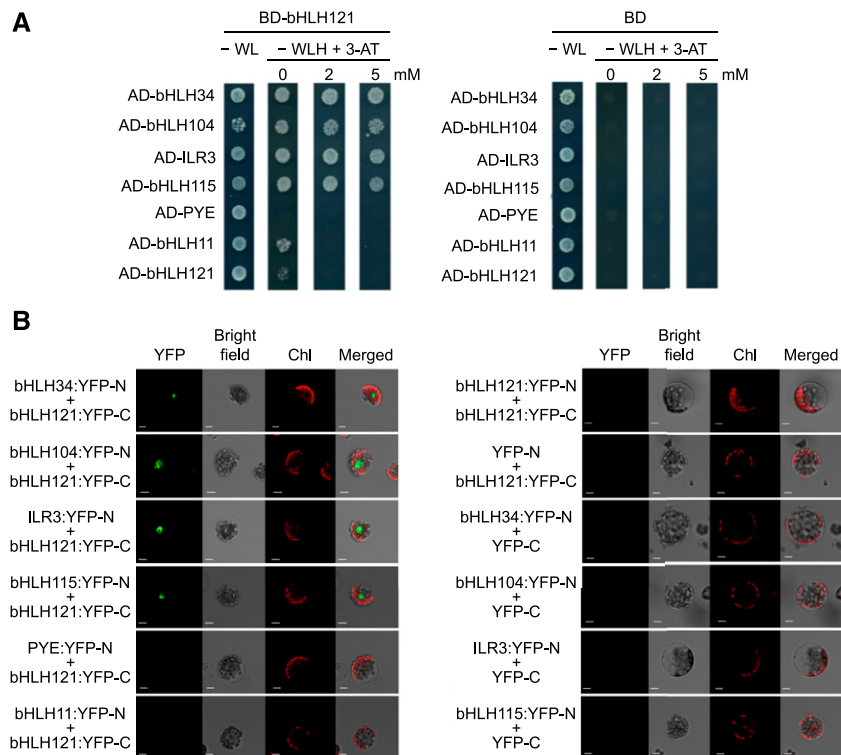 A
BD-bHLH121
BD
– WL
– WLH + 3-AT
– WL
– WLH + 3-AT
0 2 5 mM
0 2 5 mM
AD-bHLH34
AD-bHLH104
AD-ILR3
AD-bHLH115
AD-PYE
AD-bHLH11
AD-bHLH121
AD-bHLH34
AD-bHLH104
AD-ILR3
AD-bHLH115
AD-PYE
AD-bHLH11
AD-bHLH121
B
YFP Bright field Chl Merged
bHLH34:YFP-N
+
bHLH121:YFP-C
bHLH104:YFP-N
+
bHLH121:YFP-C
ILR3:YFP-N
+
bHLH121:YFP-C
bHLH115:YFP-N
+
bHLH121:YFP-C
PYE:YFP-N
+
bHLH121:YFP-C
bHLH11:YFP-N
+
bHLH121:YFP-C
YFP Bright field Chl Merged
bHLH121:YFP-N
+
bHLH121:YFP-C
YFP-N
+
bHLH121:YFP-C
bHLH34:YFP-N
+
YFP-C
bHLH104:YFP-N
+
YFP-C
ILR3:YFP-N
+
YFP-C
bHLH115:YFP-N
+
YFP-C